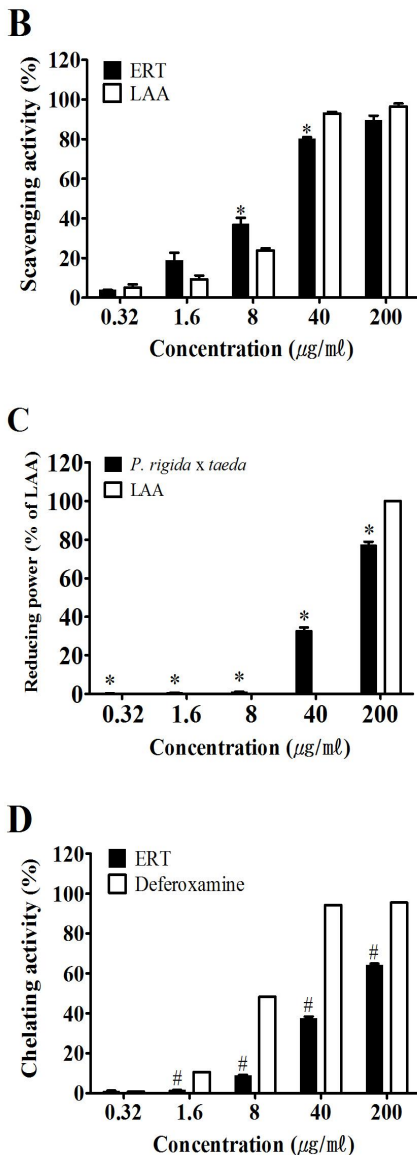 B
Scavenging activity (%)
120
100
80
60
40
20
0
ERT
LAA
*
*
0.32 1.6 8 40 200
Concentration (μg/㎖)
C
Reducing power (% of LAA)
120
100
80
60
40
20
0
P. rigida x taeda
LAA
*
*
*
*
*
0.32 1.6 8 40 200
Concentration (μg/㎖)
D
Chelating activity (%)
120
100
80
60
40
20
0
ERT
Deferoxamine
#
#
#
#
0.32 1.6 8 40 200
Concentration (μg/㎖)